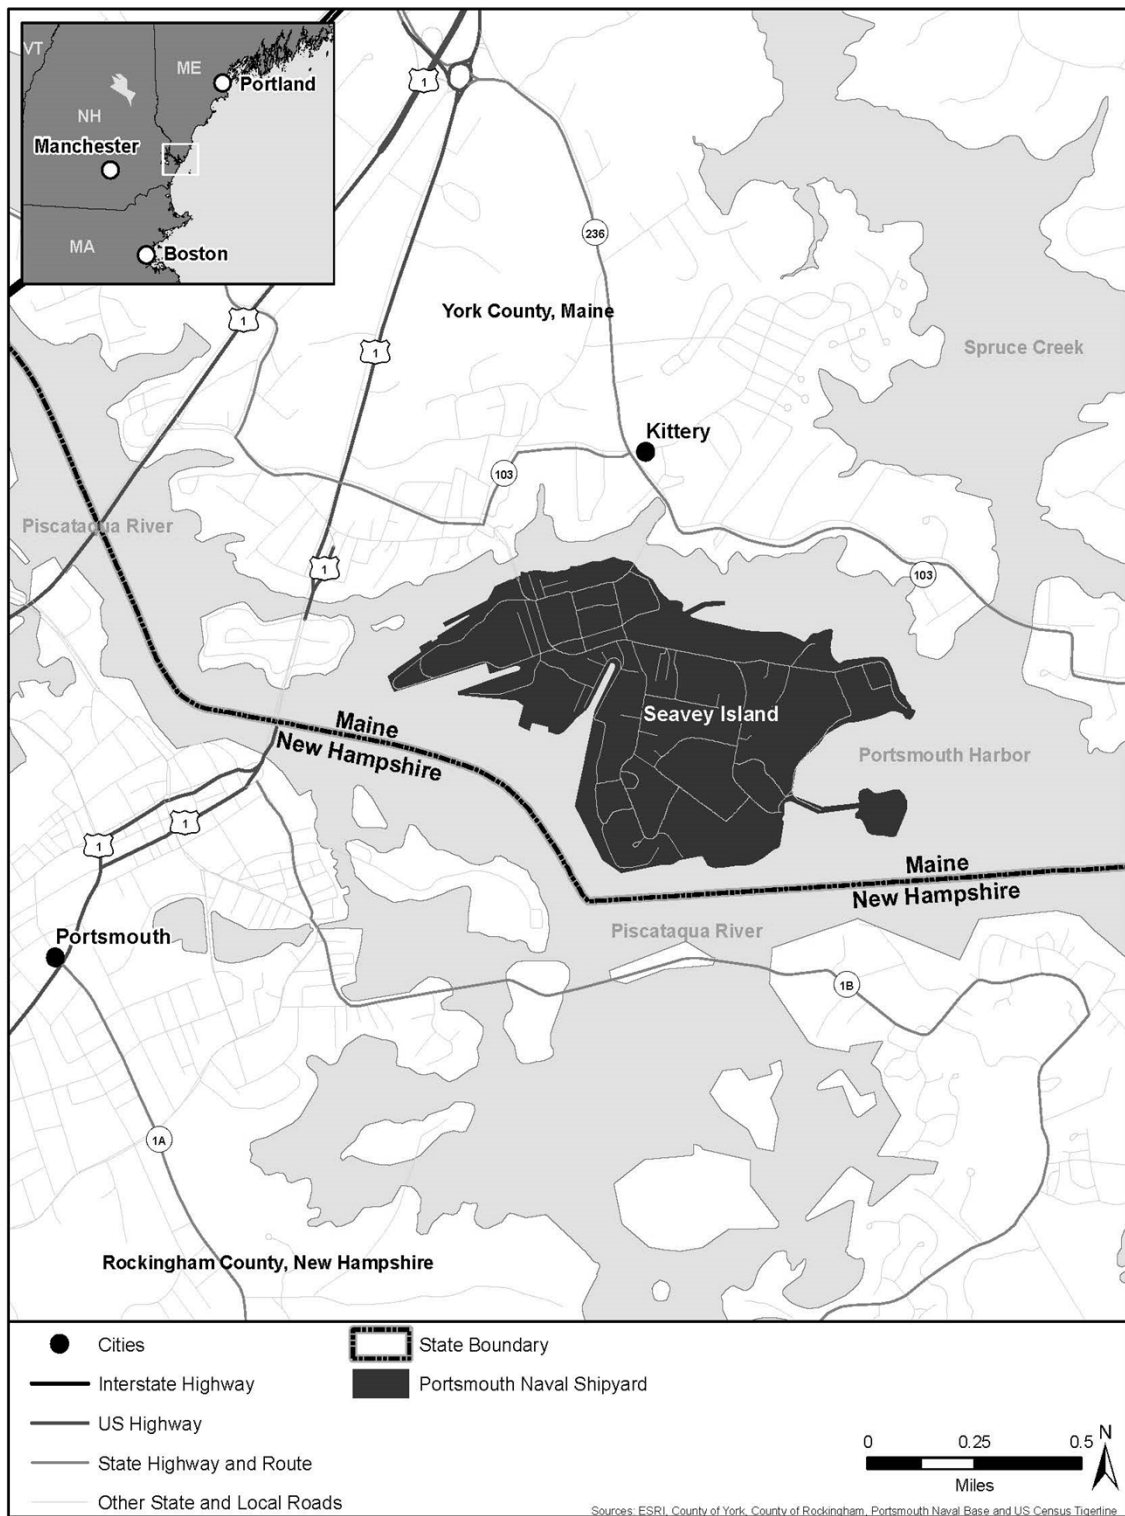 VT
ME
Portland
NH
Manchester
MA
Boston
1
236
York County, Maine
1
1
Spruce Creek
Kittery
103
Piscataqua River
1
103
Seavey Island
Maine
New Hampshire
Portsmouth Harbor
1
1
Maine
New Hampshire
Piscataqua River
Portsmouth
1B
1A
Rockingham County, New Hampshire
Cities
State Boundary
Interstate Highway
Portsmouth Naval Shipyard
US Highway
State Highway and Route
Other State and Local Roads
0 0.25 0.5
Miles
N
Sources: ESRI, County of York, County of Rockingham, Portsmouth Naval Base and US Census Tigerline